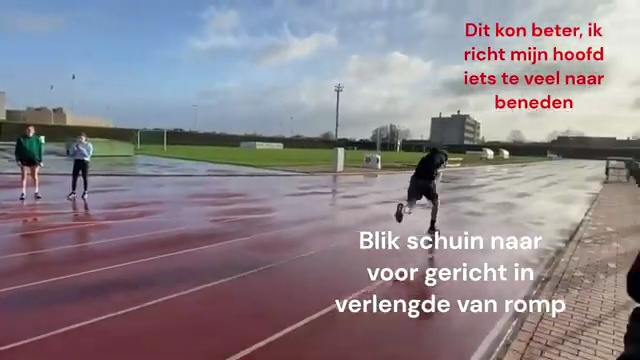 Dit kon beter, ik
richt mijn hoofd
iets te veel naar
beneden
Blik schuin naar
voor gericht in
verlengde van romp